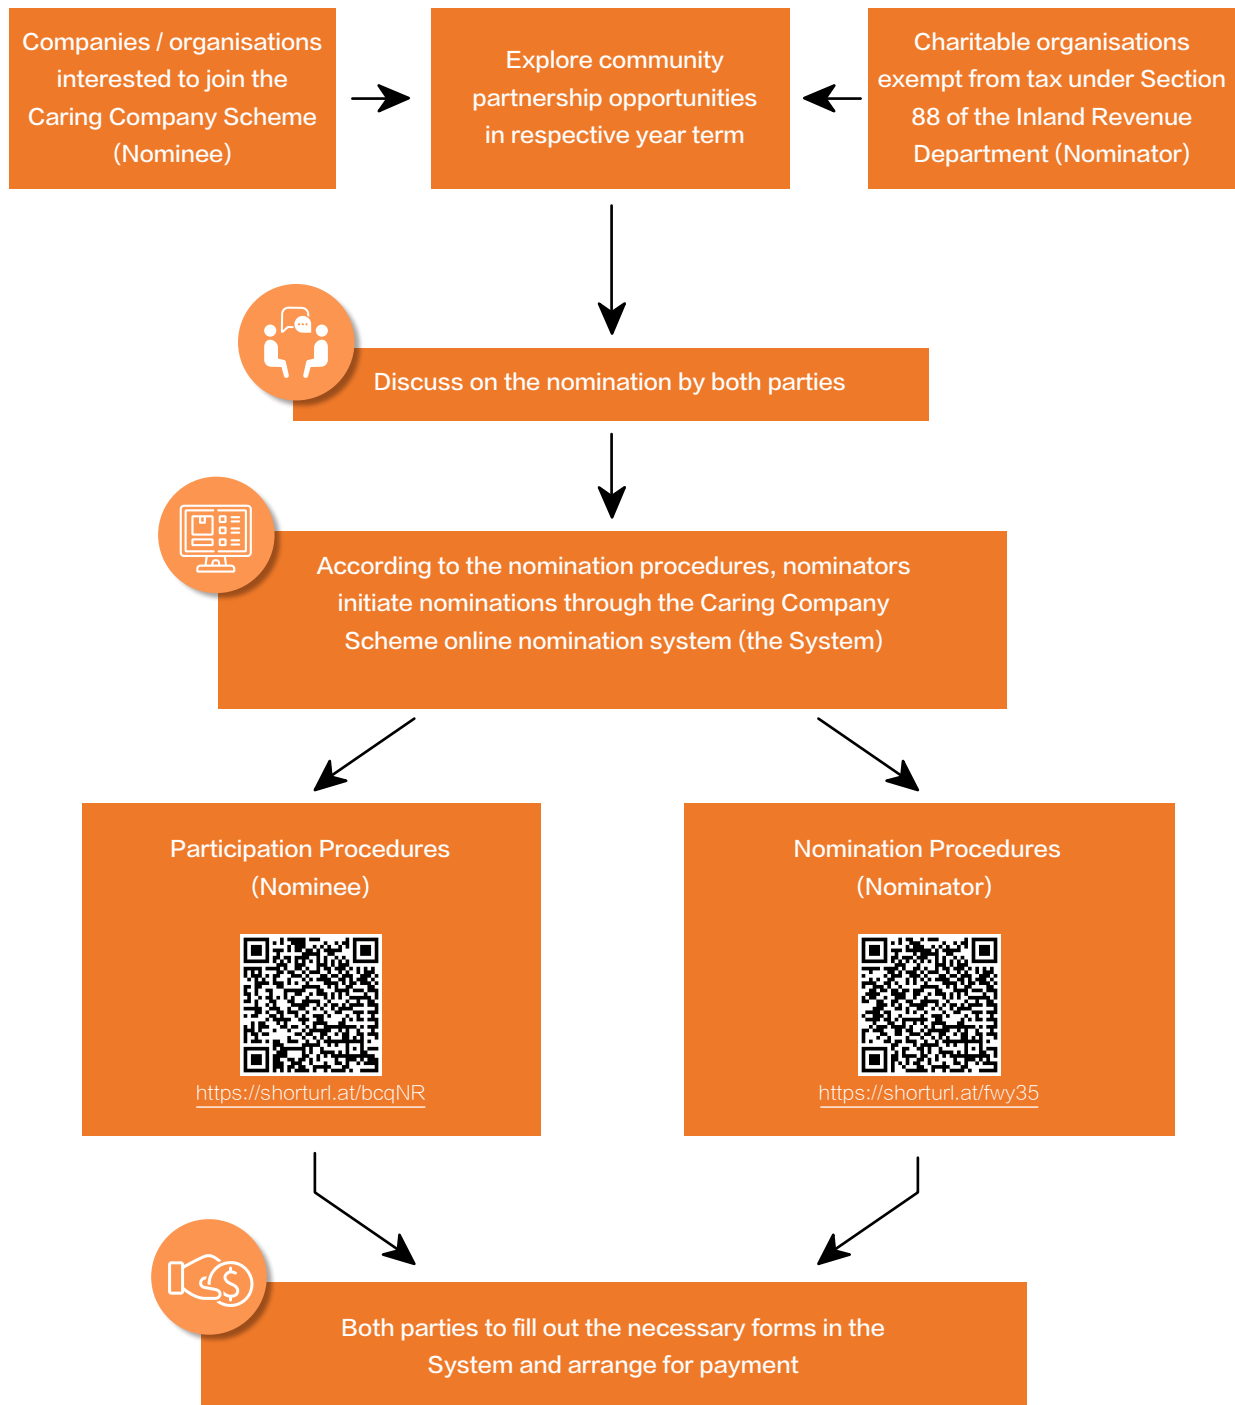 Companies / organisations
interested to join the
Caring Company Scheme
(Nominee)
Explore community
partnership opportunities
in respective year term
Charitable organisations
exempt from tax under Section
88 of the Inland Revenue
Department (Nominator)
Discuss on the nomination by both parties
According to the nomination procedures, nominators
initiate nominations through the Caring Company
Scheme online nomination system (the System)
Participation Procedures
(Nominee)
https://shorturl.at/bcqNR
Nomination Procedures
(Nominator)
https://shorturl.at/fwy35
$
Both parties to fill out the necessary forms in the
System and arrange for payment